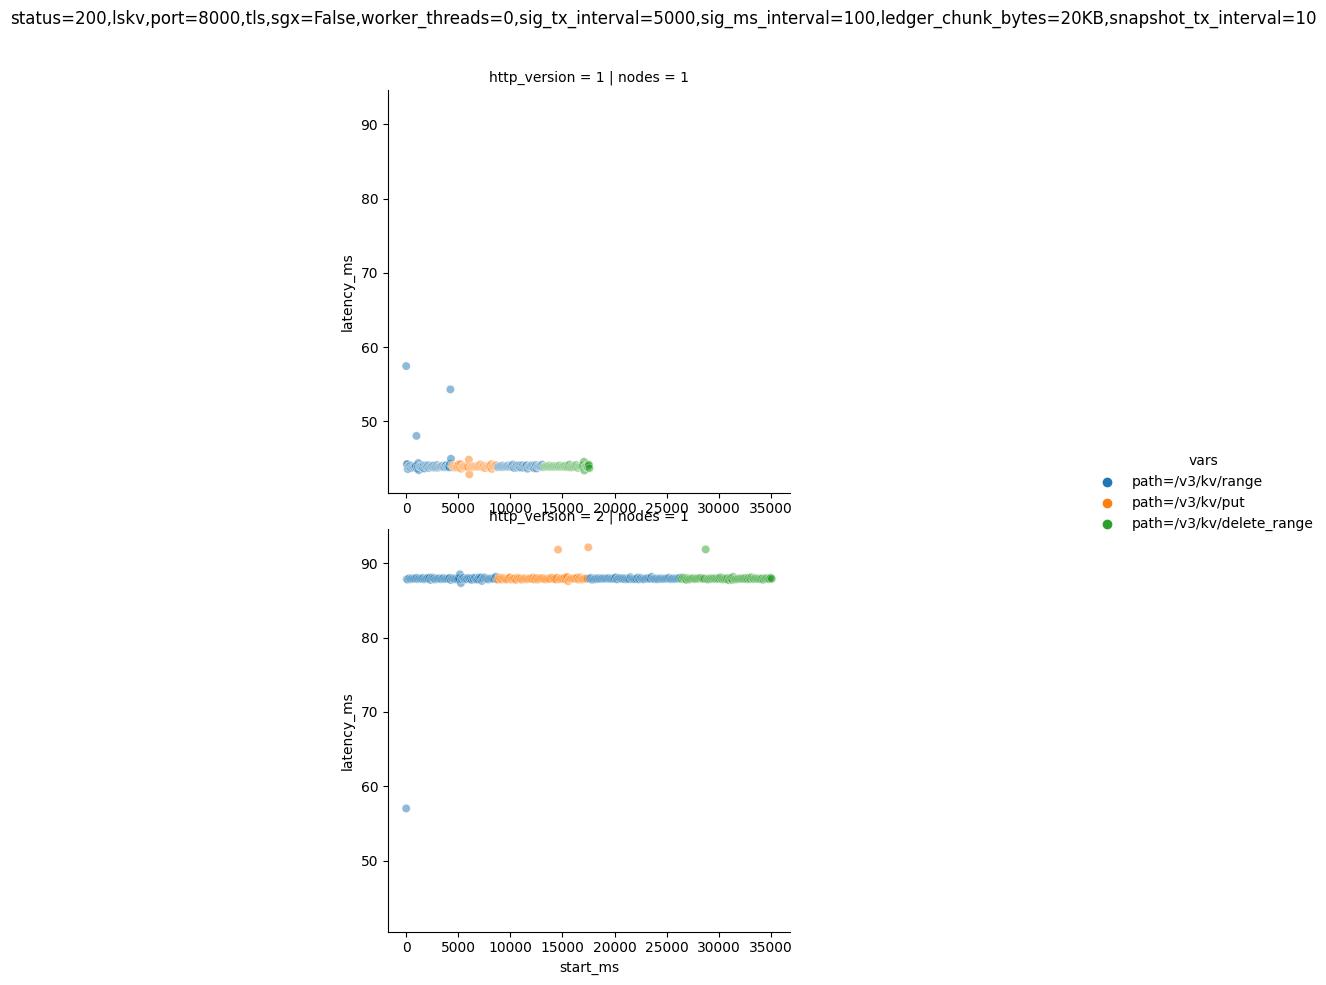 status=200,lskv,port=8000,tls,sgx=False,worker_threads=0,sig_tx_interval=5000,sig_ms_interval=100,ledger_chunk_bytes=20KB,snapshot_tx_interval=10
http_version = 1 | nodes = 1
90
80
70
60
50
latency_ms
0 5000 10000 15000 20000 25000 30000 35000
http_version = 2 | nodes = 1
90
80
70
60
50
latency_ms
0 5000 10000 15000 20000 25000 30000 35000
start_ms
vars
path=/v3/kv/range
path=/v3/kv/put
path=/v3/kv/delete_range